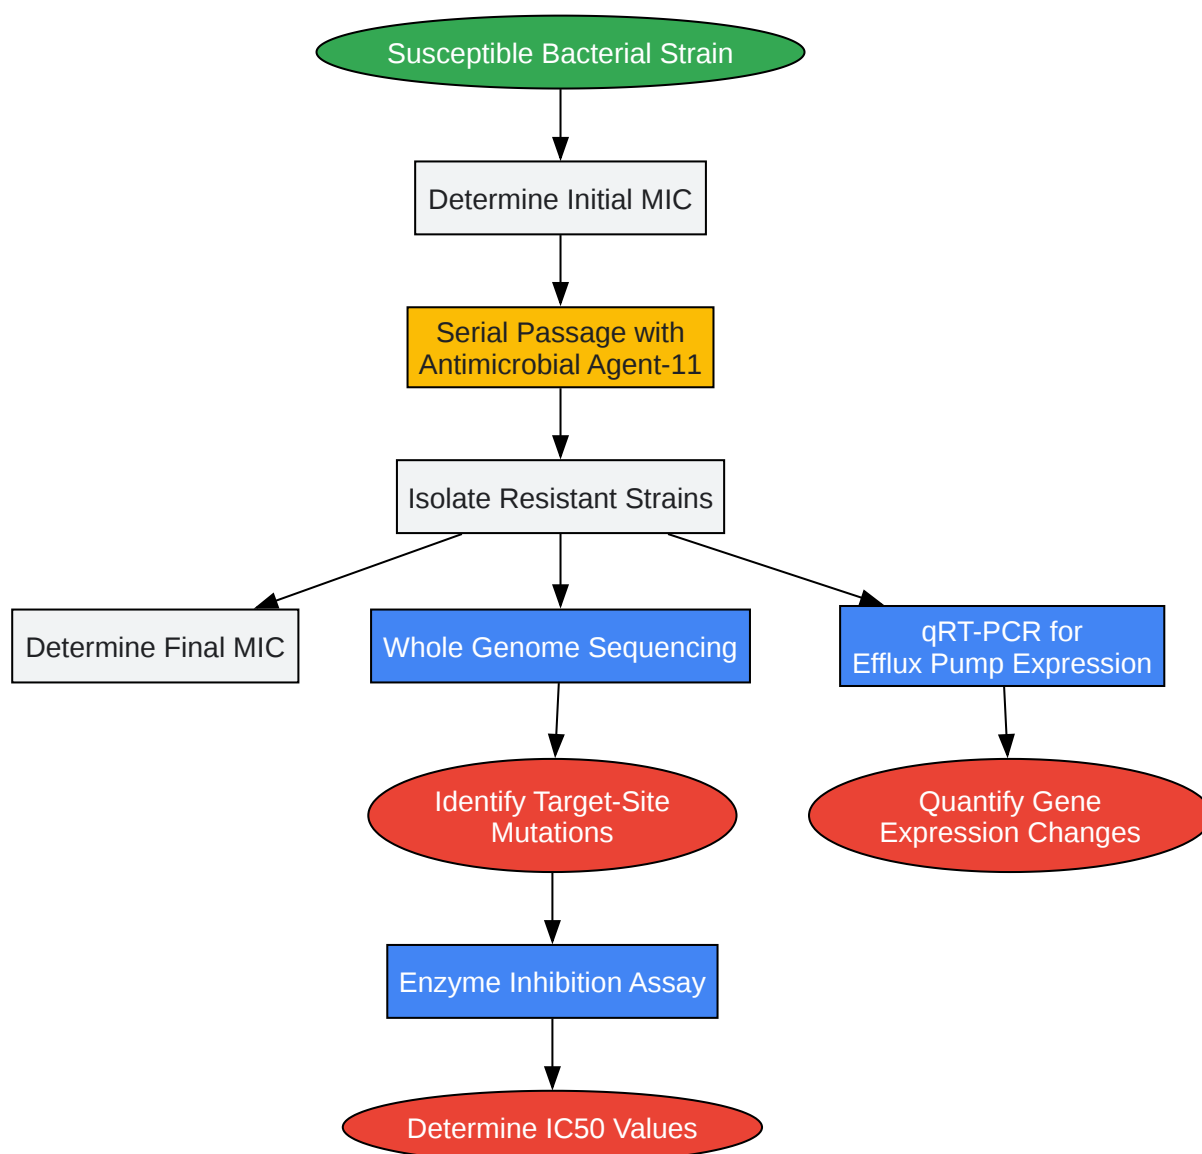 Susceptible Bacterial Strain
Determine Initial MIC
Serial Passage with
Antimicrobial Agent-11
Isolate Resistant Strains
Determine Final MIC
Whole Genome Sequencing
qRT-PCR for
Efflux Pump Expression
Identify Target-Site
Mutations
Quantify Gene
Expression Changes
Enzyme Inhibition Assay
Determine IC50 Values